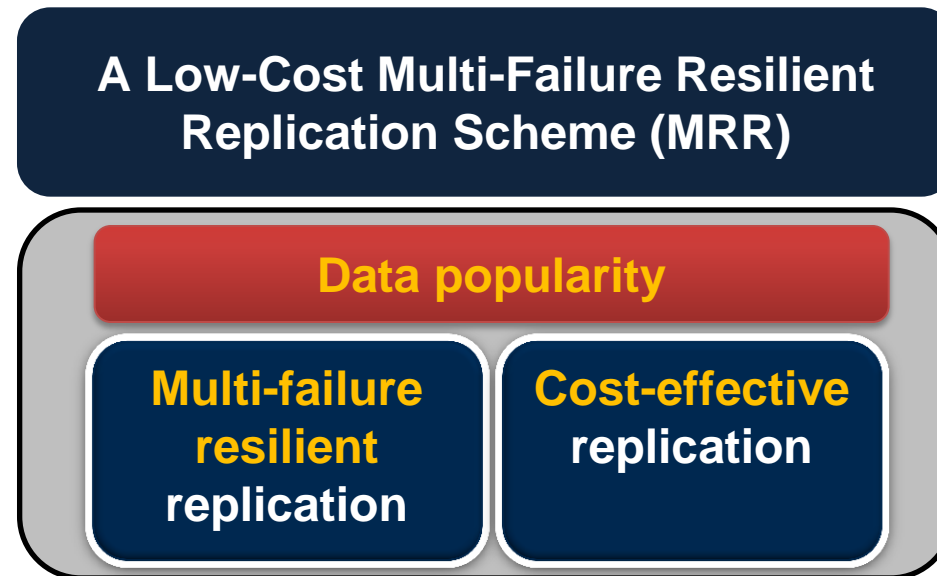 A Low-Cost Multi-Failure Resilient
Replication Scheme (MRR)
Data popularity
Multi-failure
resilient
replication
Cost-effective
replication